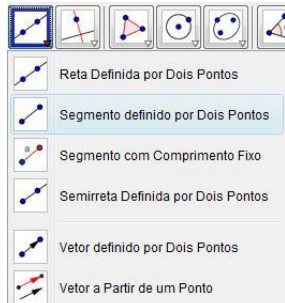 Reta Definida por Dois Pontos
Segmento definido por Dois Pontos
a
Segmento com Comprimento Fixo
Semirreta Definida por Dois Pontos
Vetor definido por Dois Pontos
Vetor a Partir de um Ponto